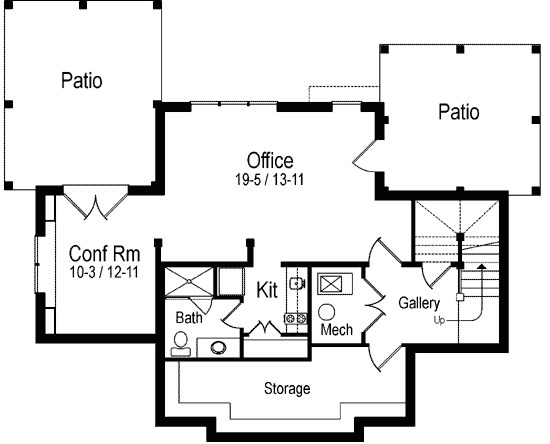 Patio
Patio
Office
19-5 / 13-11
Conf Rm
10-3 / 12-11
Kit
Gallery
Bath
Mech
Up
Storage